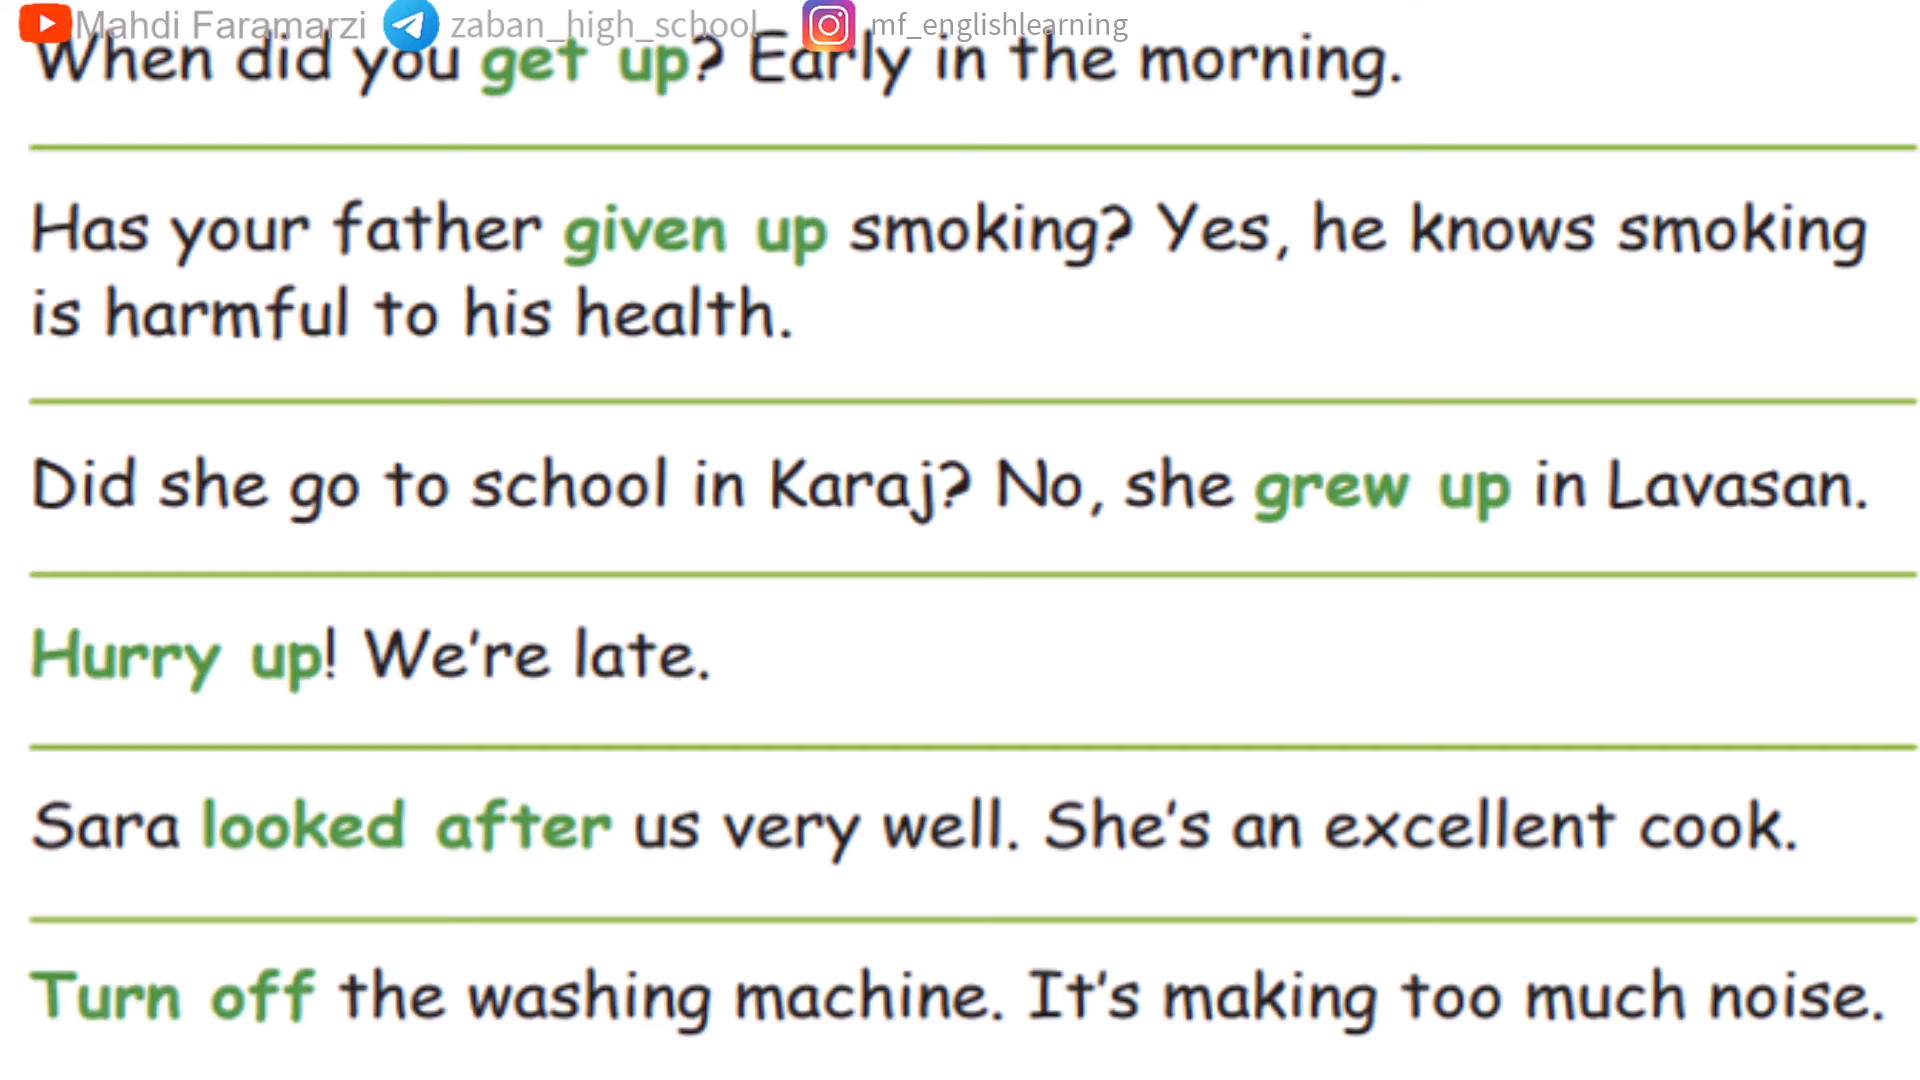 Mahdi Faramarzi zaban_high_school mf_englishlearning
When did you get up? Early in the morning.
Has your father given up smoking? Yes, he knows smoking
is harmful to his health.
Did she go to school in Karaj? No, she grew up in Lavasan.
Hurry up! We're late.
Sara looked after us very well. She's an excellent cook.
Turn off the washing machine. It's making too much noise.